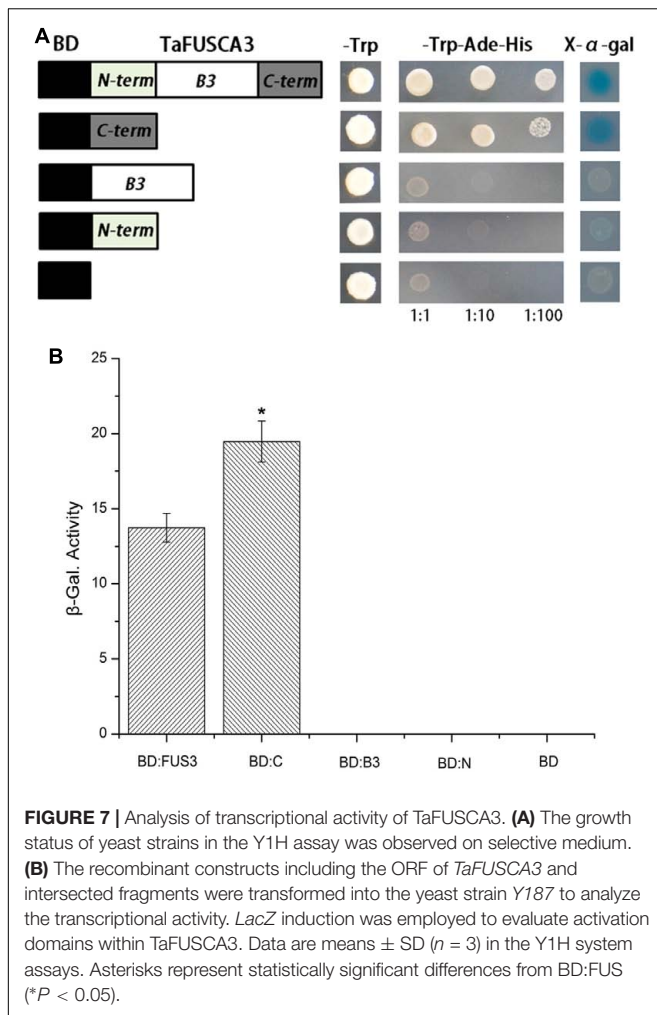 A
BD TaFUSCA3 -Trp -Trp-Ade-His X-α-gal
N-term B3 C-term
C-term
B3
N-term
1:1 1:10 1:100
B
25
20
15
10
5
0
β-Gal. Activity
*
BD:FUS3 BD:C BD:B3 BD:N BD
FIGURE 7 | Analysis of transcriptional activity of TaFUSCA3. (A) The growth
status of yeast strains in the Y1H assay was observed on selective medium.
(B) The recombinant constructs including the ORF of TaFUSCA3 and
intersected fragments were transformed into the yeast strain Y187 to analyze
the transcriptional activity. LacZ induction was employed to evaluate activation
domains within TaFUSCA3. Data are means ± SD (n = 3) in the Y1H system
assays. Asterisks represent statistically significant differences from BD:FUS
(*P < 0.05).